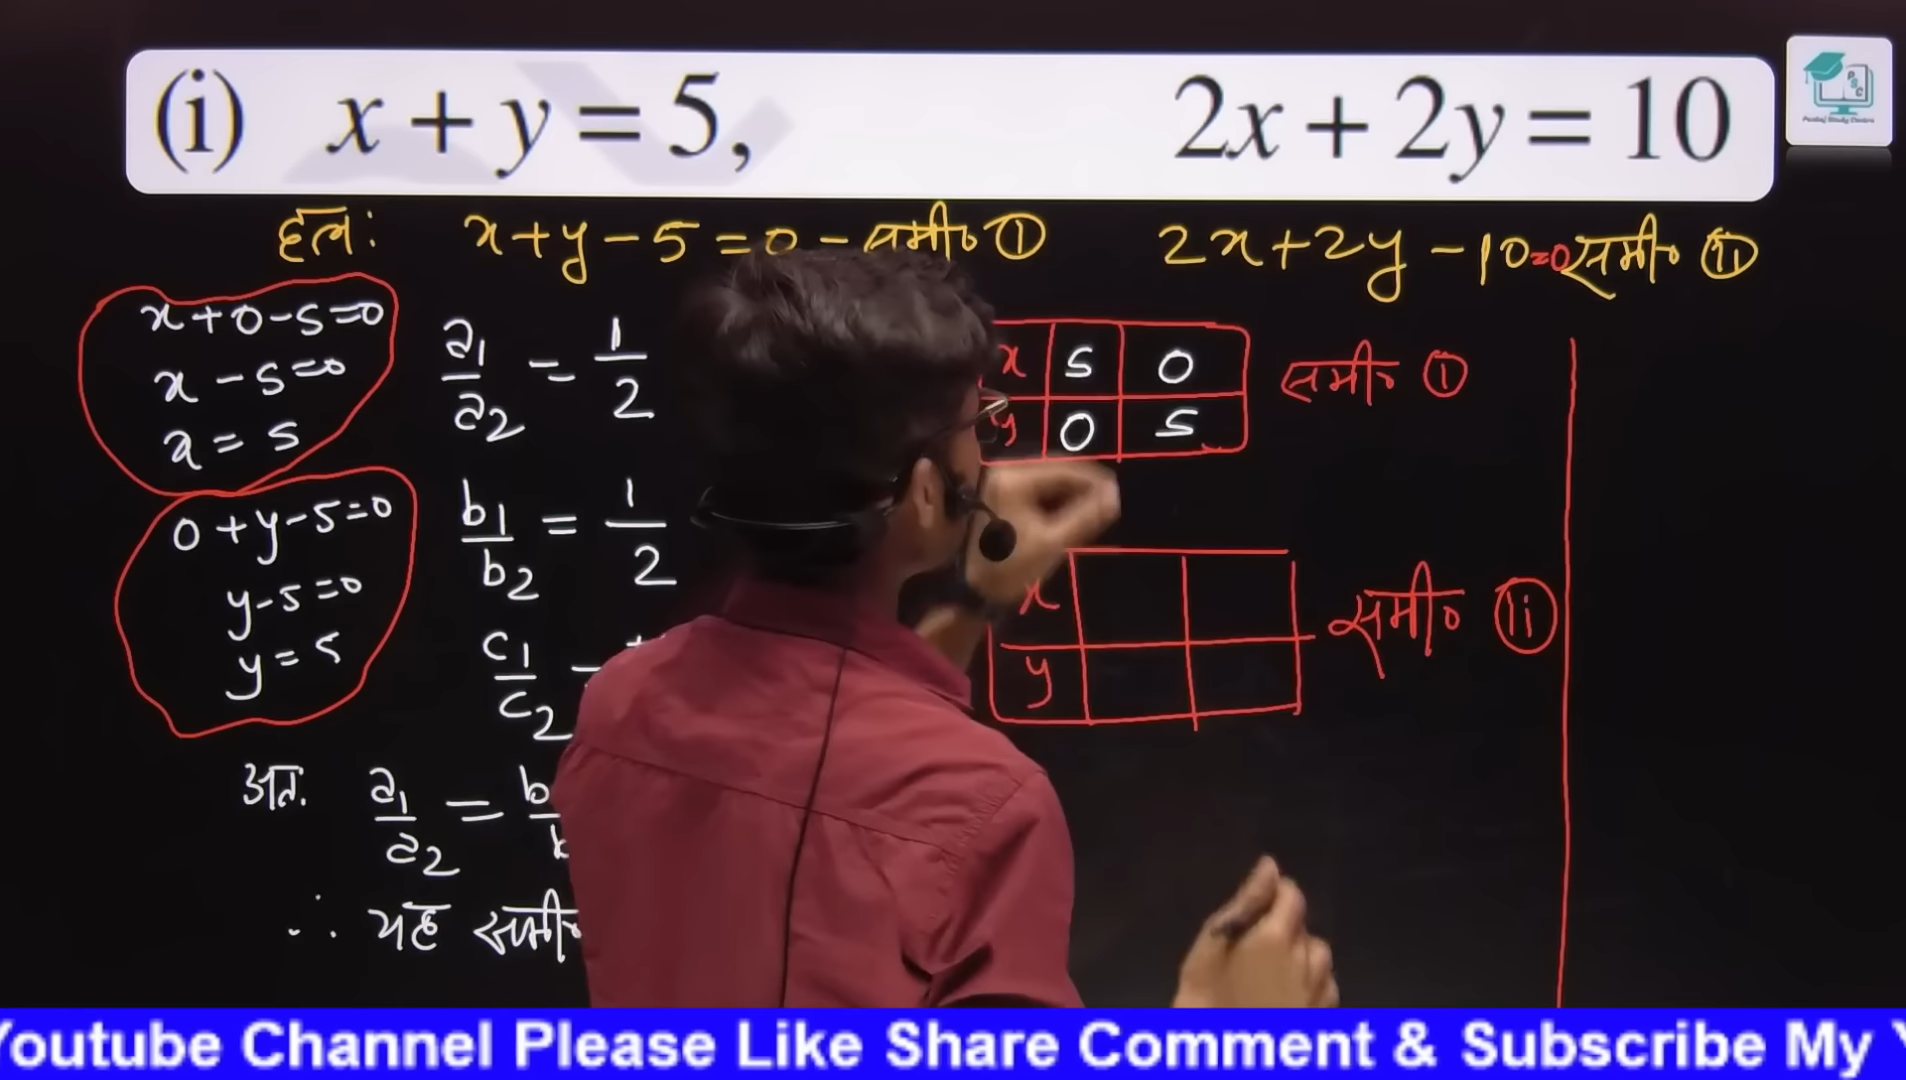 (i) x + y = 5, 2x + 2y = 10
हल: x+y-5=0 - समी० ① 2x+2y-10=0 समी० ⓘⓘ
x+0-5=0
x-5=0
x=5
0+y-5=0
y-5=0
y=5
a1/a2 = 1/2
b1/b2 = 1/2
c1/c2
अत: a1/a2 =
∴ यह समी०
x 5 0
y 0 5
समी० ①
x
y
समी० ⓘⓘ
Youtube Channel Please Like Share Comment & Subscribe My